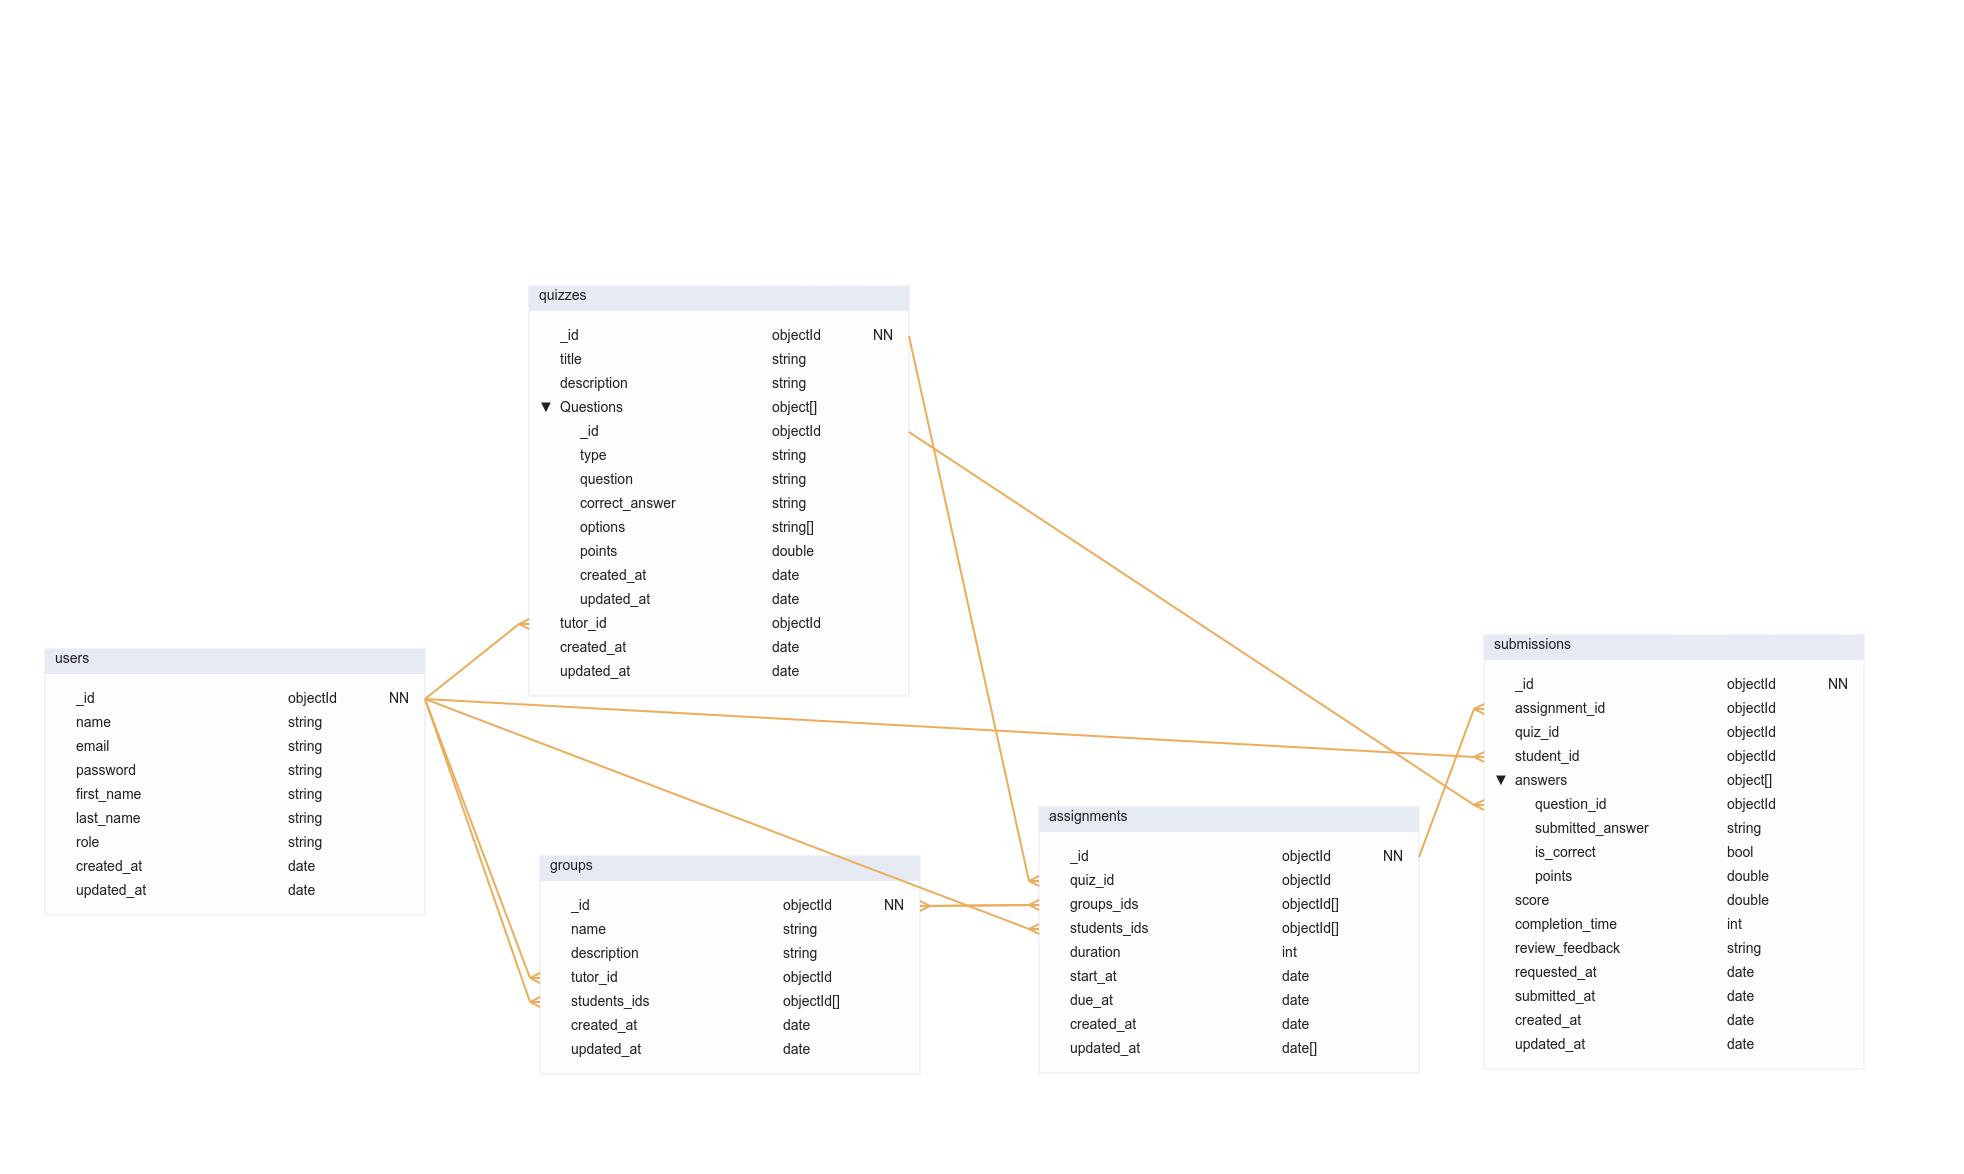 quizzes
_id objectId NN
title string
description string
▼ Questions object[]
_id objectId
type string
question string
correct_answer string
options string[]
points double
created_at date
updated_at date
tutor_id objectId
created_at date
updated_at date
users
_id objectId NN
name string
email string
password string
first_name string
last_name string
role string
created_at date
updated_at date
groups
_id objectId NN
name string
description string
tutor_id objectId
students_ids objectId[]
created_at date
updated_at date
assignments
_id objectId NN
quiz_id objectId
groups_ids objectId[]
students_ids objectId[]
duration int
start_at date
due_at date
created_at date
updated_at date[]
submissions
_id objectId NN
assignment_id objectId
quiz_id objectId
student_id objectId
▼ answers object[]
question_id objectId
submitted_answer string
is_correct bool
points double
score double
completion_time int
review_feedback string
requested_at date
submitted_at date
created_at date
updated_at date